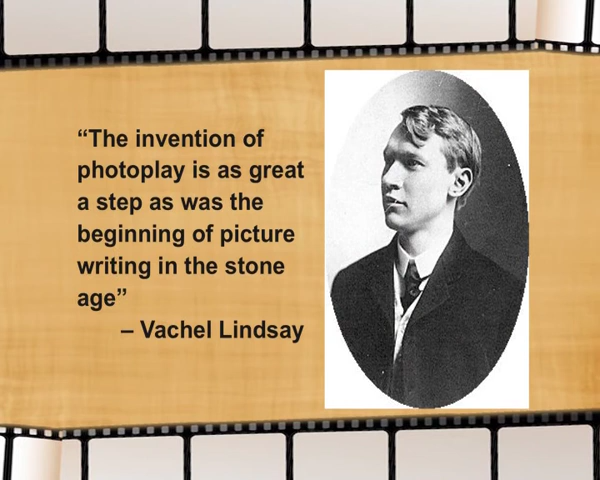 “The invention of
photoplay is as great
a step as was the
beginning of picture
writing in the stone
age”
– Vachel Lindsay